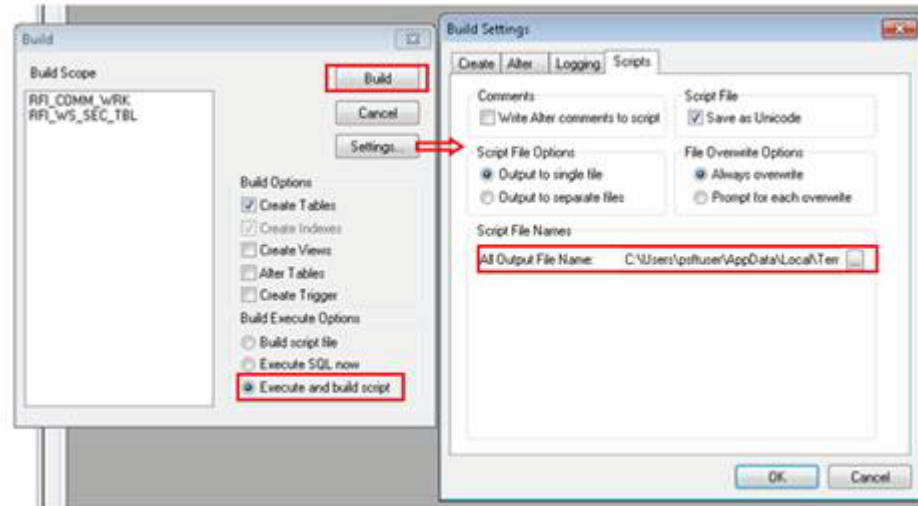 Build
Build Scope
RFI_COMM_WRK
RFI_WS_SEC_TBL
Build
Cancel
Settings...
Build Options
Create Tables
Create Indexes
Create Views
Alter Tables
Create Trigger
Build Execute Options
Build script file
Execute SQL now
Execute and build script
Build Settings
Create
Alter
Logging
Scripts
Comments
Write Alter comments to script
Script File
Save as Unicode
Script File Options
Output to single file
Output to separate files
File Overwrite Options
Always overwrite
Prompt for each overwrite
Script File Names
All Output File Name: C:\Users\psftuser\AppData\Local\Terr ...
OK
Cancel